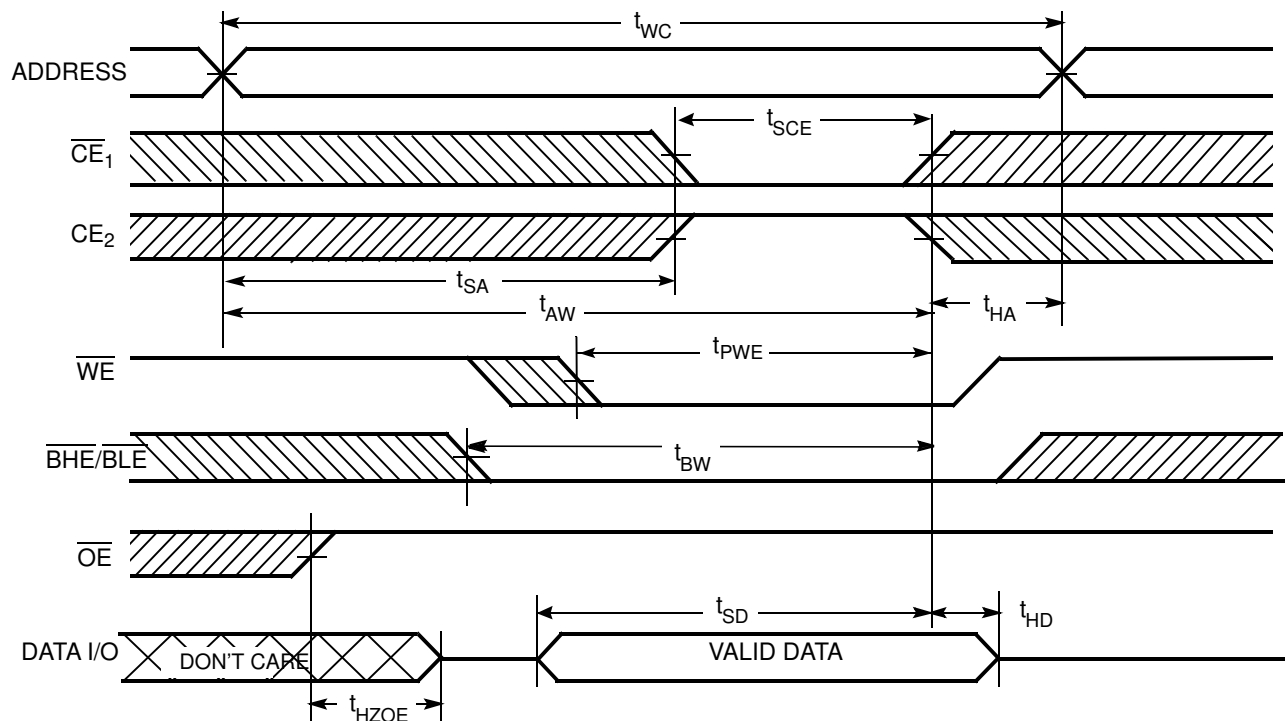 tWC
ADDRESS
tSCE
CE1
CE2
tSA
tAW
tHA
tPWE
WE
BHE/BLE
tBW
OE
tSD
tHD
DATA I/O
DON'T CARE
VALID DATA
tHZOE